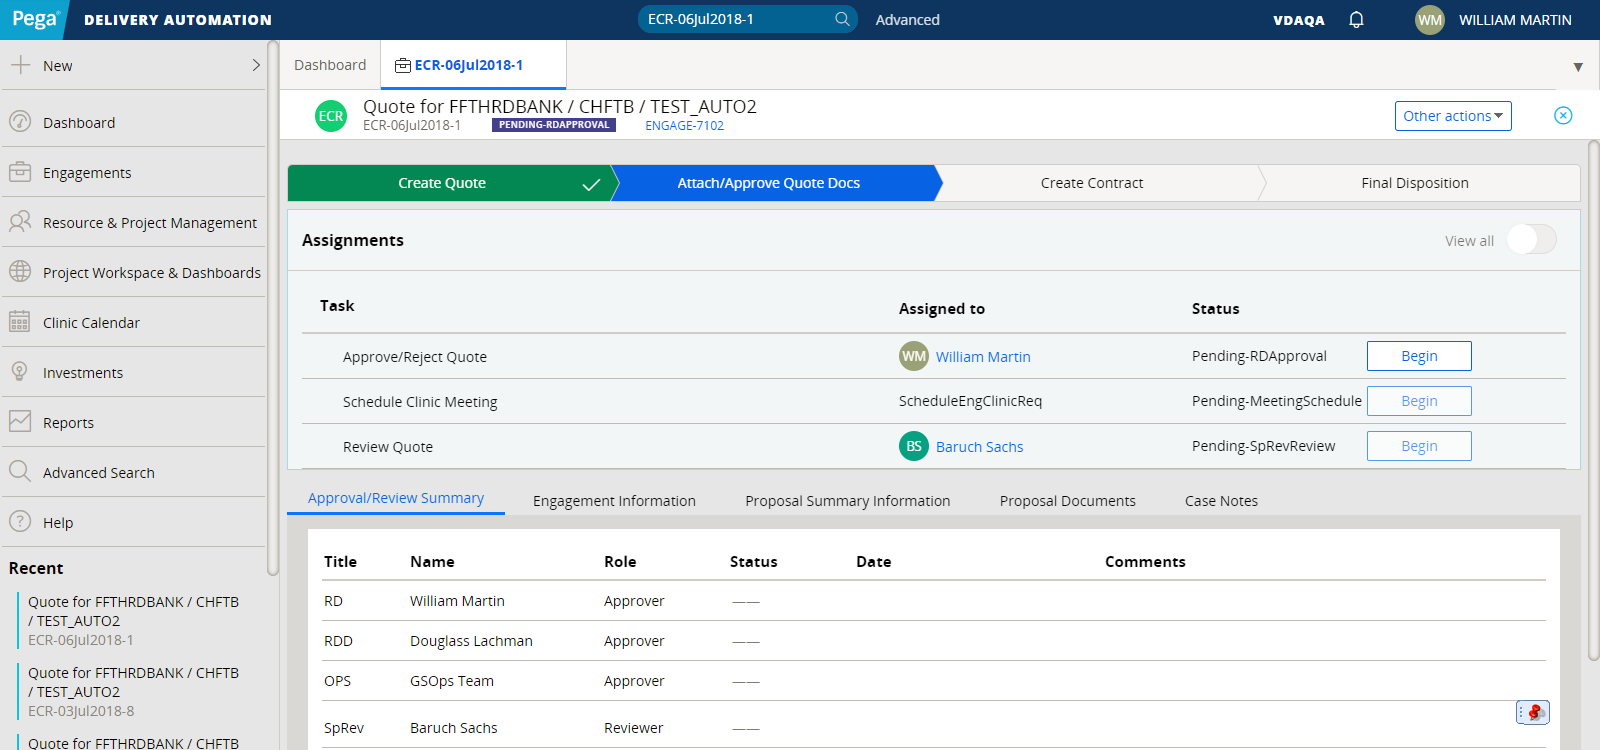 Pega® DELIVERY AUTOMATION ECR-06Jul2018-1 Advanced VDAQA WM WILLIAM MARTIN
New
Dashboard
Engagements
Resource & Project Management
Project Workspace & Dashboards
Clinic Calendar
Investments
Reports
Advanced Search
Help
Recent
Quote for FFTHRDBANK / CHFTB
/ TEST_AUTO2
ECR-06Jul2018-1
Quote for FFTHRDBANK / CHFTB
/ TEST_AUTO2
ECR-03Jul2018-8
Quote for FFTHRDBANK / CHFTB
Dashboard ECR-06Jul2018-1
ECR Quote for FFTHRDBANK / CHFTB / TEST_AUTO2
ECR-06Jul2018-1 PENDING-RDAPPROVAL ENGAGE-7102
Other actions
Create Quote Attach/Approve Quote Docs Create Contract Final Disposition
Assignments View all
Task Assigned to Status
Approve/Reject Quote WM William Martin Pending-RDApproval Begin
Schedule Clinic Meeting ScheduleEngClinicReq Pending-MeetingSchedule Begin
Review Quote BS Baruch Sachs Pending-SpRevReview Begin
Approval/Review Summary Engagement Information Proposal Summary Information Proposal Documents Case Notes
Title Name Role Status Date Comments
RD William Martin Approver ——
RDD Douglass Lachman Approver ——
OPS GSOps Team Approver ——
SpRev Baruch Sachs Reviewer ——